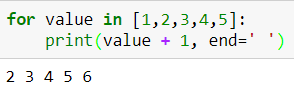 for value in [1,2,3,4,5]:
    print(value + 1, end=' ')
2 3 4 5 6